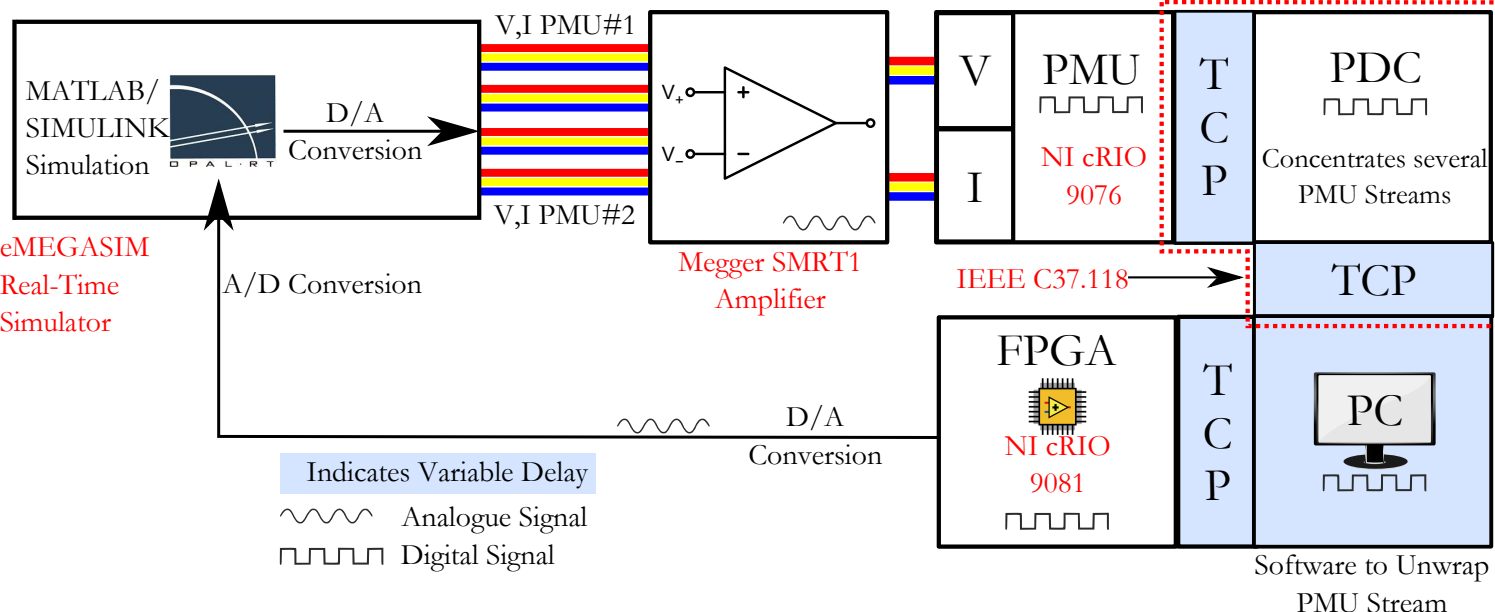 MATLAB/
SIMULINK
Simulation
OPAL-RT
D/A
Conversion
eMEGASIM
Real-Time
Simulator
A/D Conversion
V,I PMU#1
V,I PMU#2
V+
V−
+
−
Megger SMRT1
Amplifier
V
I
PMU
NI cRIO
9076
T
C
P
PDC
Concentrates several
PMU Streams
IEEE C37.118
TCP
FPGA
NI cRIO
9081
T
C
P
PC
Software to Unwrap
PMU Stream
D/A
Conversion
Indicates Variable Delay
Analogue Signal
Digital Signal